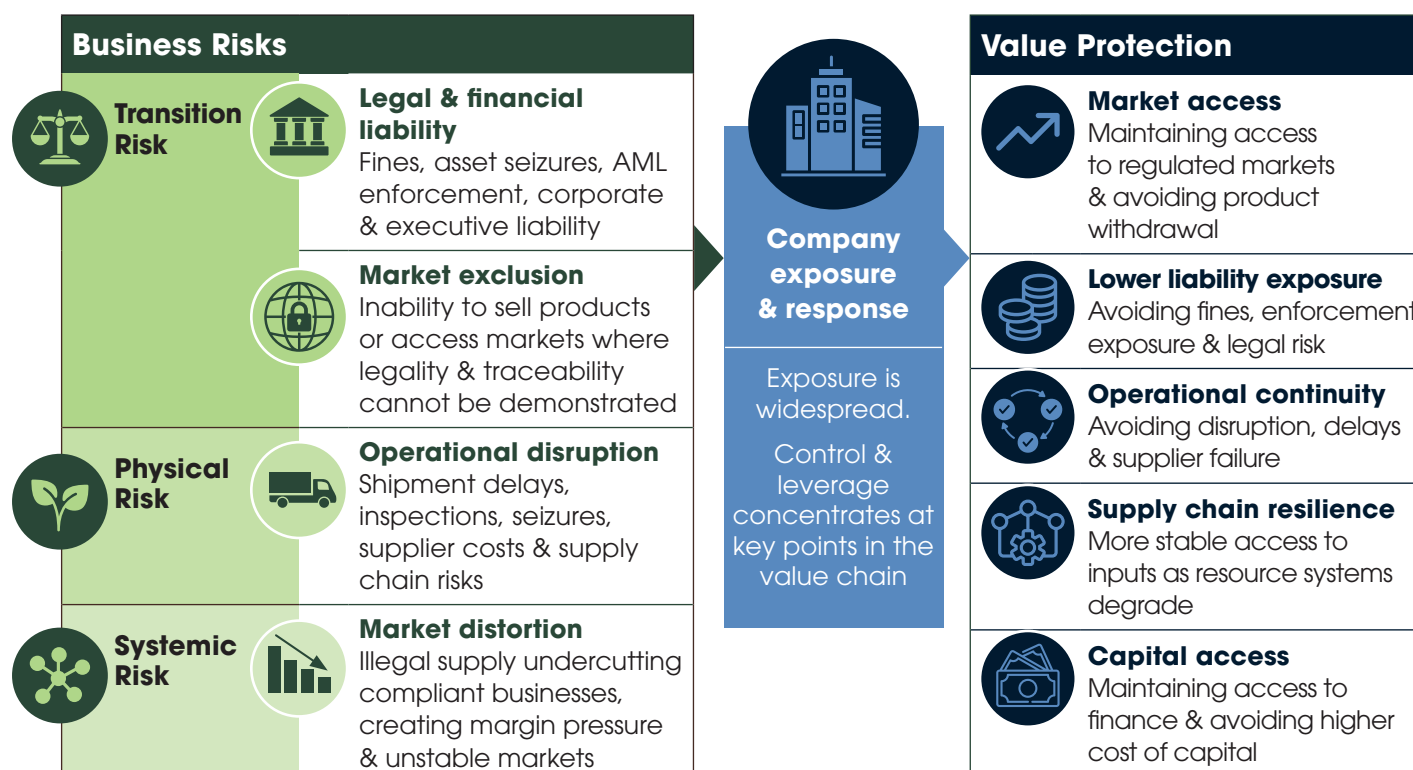 Business Risks
Transition
Risk
Legal & financial
liability
Fines, asset seizures, AML
enforcement, corporate
& executive liability
Market exclusion
Inability to sell products
or access markets where
legality & traceability
cannot be demonstrated
Physical
Risk
Operational disruption
Shipment delays,
inspections, seizures,
supplier costs & supply
chain risks
Systemic
Risk
Market distortion
Illegal supply undercutting
compliant businesses,
creating margin pressure
& unstable markets
Company
exposure
& response
Exposure is
widespread.
Control &
leverage
concentrates at
key points in the
value chain
Value Protection
Market access
Maintaining access
to regulated markets
& avoiding product
withdrawal
Lower liability exposure
Avoiding fines, enforcement
exposure & legal risk
Operational continuity
Avoiding disruption, delays
& supplier failure
Supply chain resilience
More stable access to
inputs as resource systems
degrade
Capital access
Maintaining access to
finance & avoiding higher
cost of capital